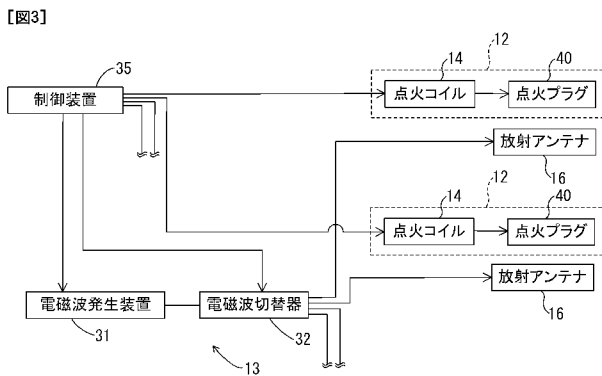 [図3]
35
制御装置
12
14
40
点火コイル
点火プラグ
放射アンテナ
16
12
14
40
点火コイル
点火プラグ
放射アンテナ
16
電磁波発生装置
31
電磁波切替器
32
13